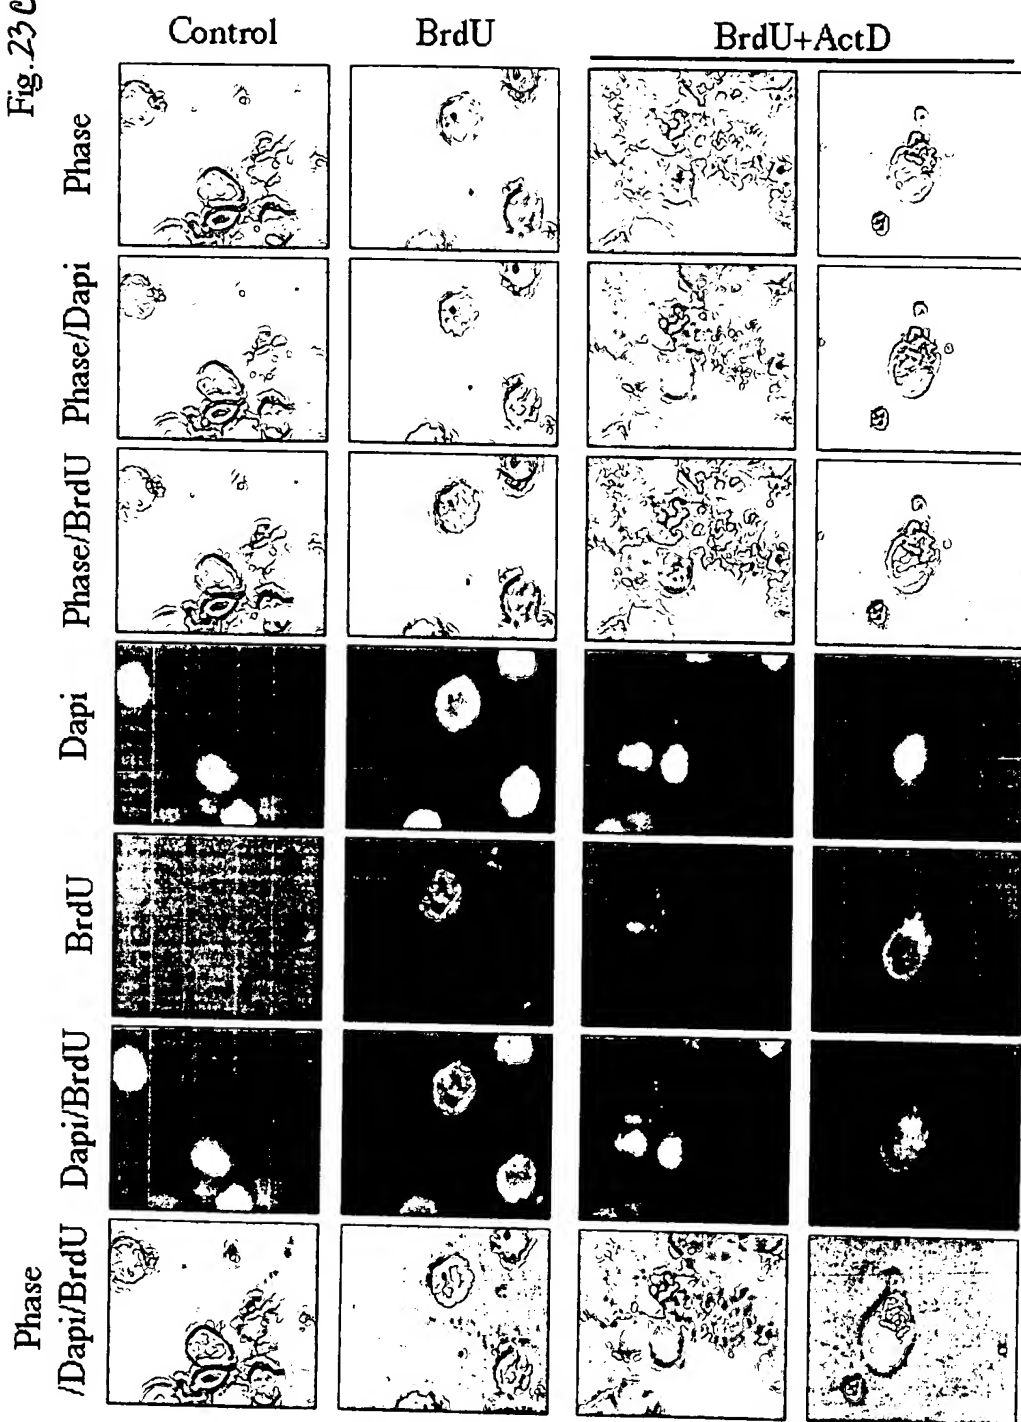 Fig. 23C
Control
BrdU
BrdU+ActD
Phase
Phase/Dapi
Phase/BrdU
Dapi
BrdU
Dapi/BrdU
Phase
/Dapi/BrdU